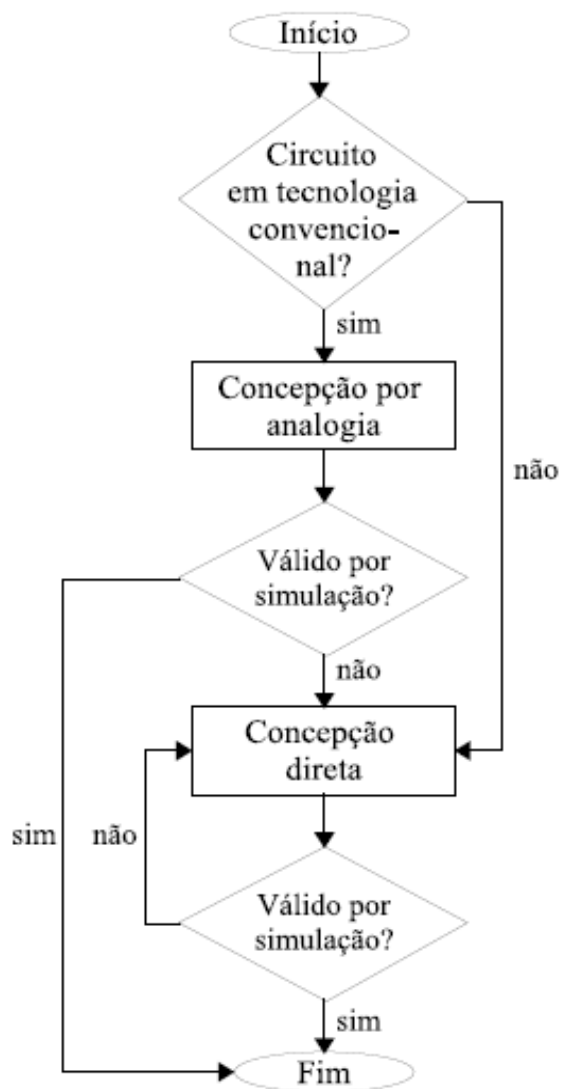 Início
Circuito
em tecnologia
convencio-
nal?
sim
Concepção por
analogia
não
Válido por
simulação?
não
Concepção
direta
sim
não
Válido por
simulação?
sim
Fim